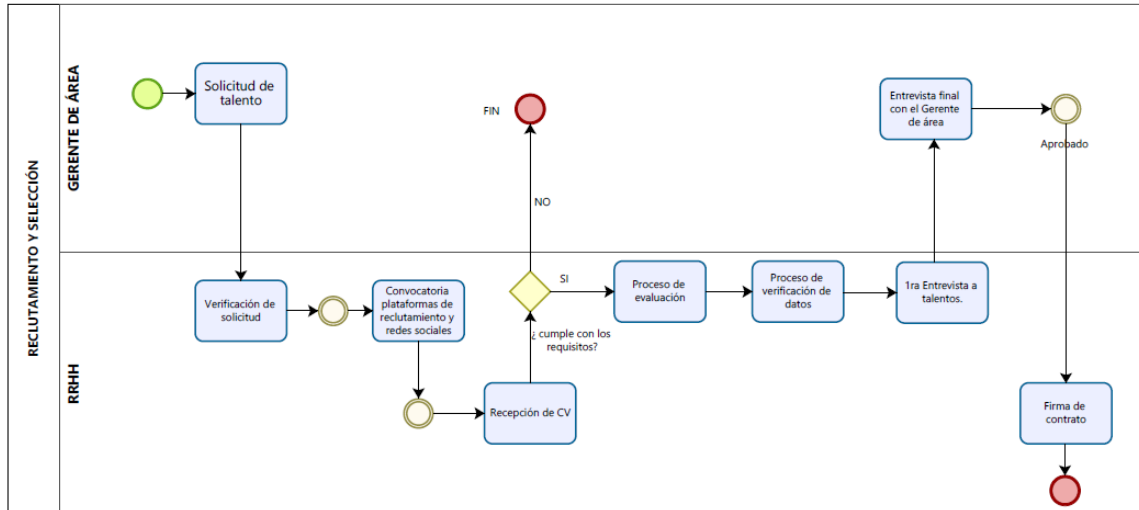 RECLUTAMIENTO Y SELECCIÓN
GERENTE DE ÁREA
Solicitud de
talento
FIN
NO
Entrevista final
con el Gerente
de área
Aprobado
RRHH
Verificación de
solicitud
Convocatoria
plataformas de
reclutamiento y
redes sociales
Recepción de CV
¿ cumple con los
requisitos?
SI
Proceso de
evaluación
Proceso de
verificación de
datos
1ra Entrevista a
talentos.
Firma de
contrato